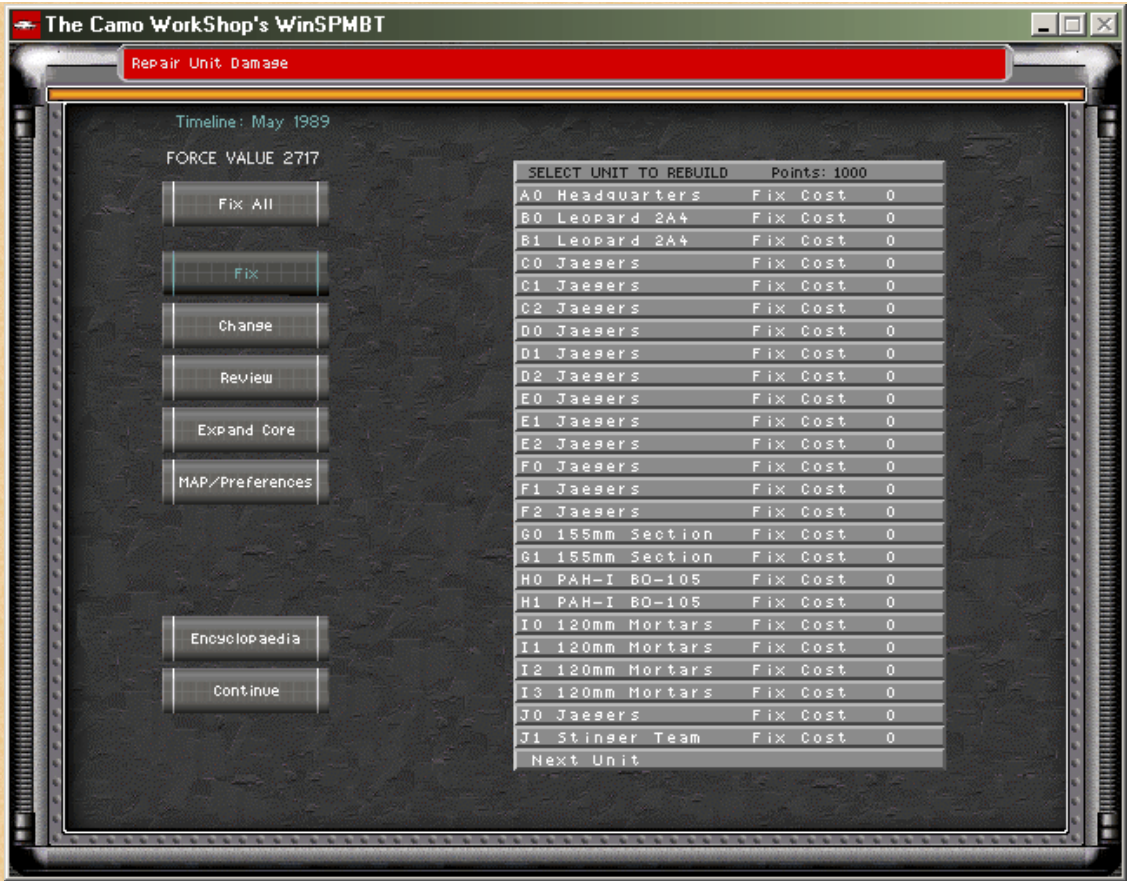 The Camo WorkShop's WinSPMBT
Repair Unit Damage
Timeline: May 1989
FORCE VALUE 2717
Fix All
Fix
Change
Review
Expand Core
MAP/Preferences
Encyclopaedia
Continue
SELECT UNIT TO REBUILD Points: 1000
A0 Headquarters Fix Cost 0
B0 Leopard 2A4 Fix Cost 0
B1 Leopard 2A4 Fix Cost 0
C0 Jaegers Fix Cost 0
C1 Jaegers Fix Cost 0
C2 Jaegers Fix Cost 0
D0 Jaegers Fix Cost 0
D1 Jaegers Fix Cost 0
D2 Jaegers Fix Cost 0
E0 Jaegers Fix Cost 0
E1 Jaegers Fix Cost 0
E2 Jaegers Fix Cost 0
F0 Jaegers Fix Cost 0
F1 Jaegers Fix Cost 0
F2 Jaegers Fix Cost 0
G0 155mm Section Fix Cost 0
G1 155mm Section Fix Cost 0
H0 PAH-I BO-105 Fix Cost 0
H1 PAH-I BO-105 Fix Cost 0
I0 120mm Mortars Fix Cost 0
I1 120mm Mortars Fix Cost 0
I2 120mm Mortars Fix Cost 0
I3 120mm Mortars Fix Cost 0
J0 Jaegers Fix Cost 0
J1 Stinger Team Fix Cost 0
Next Unit